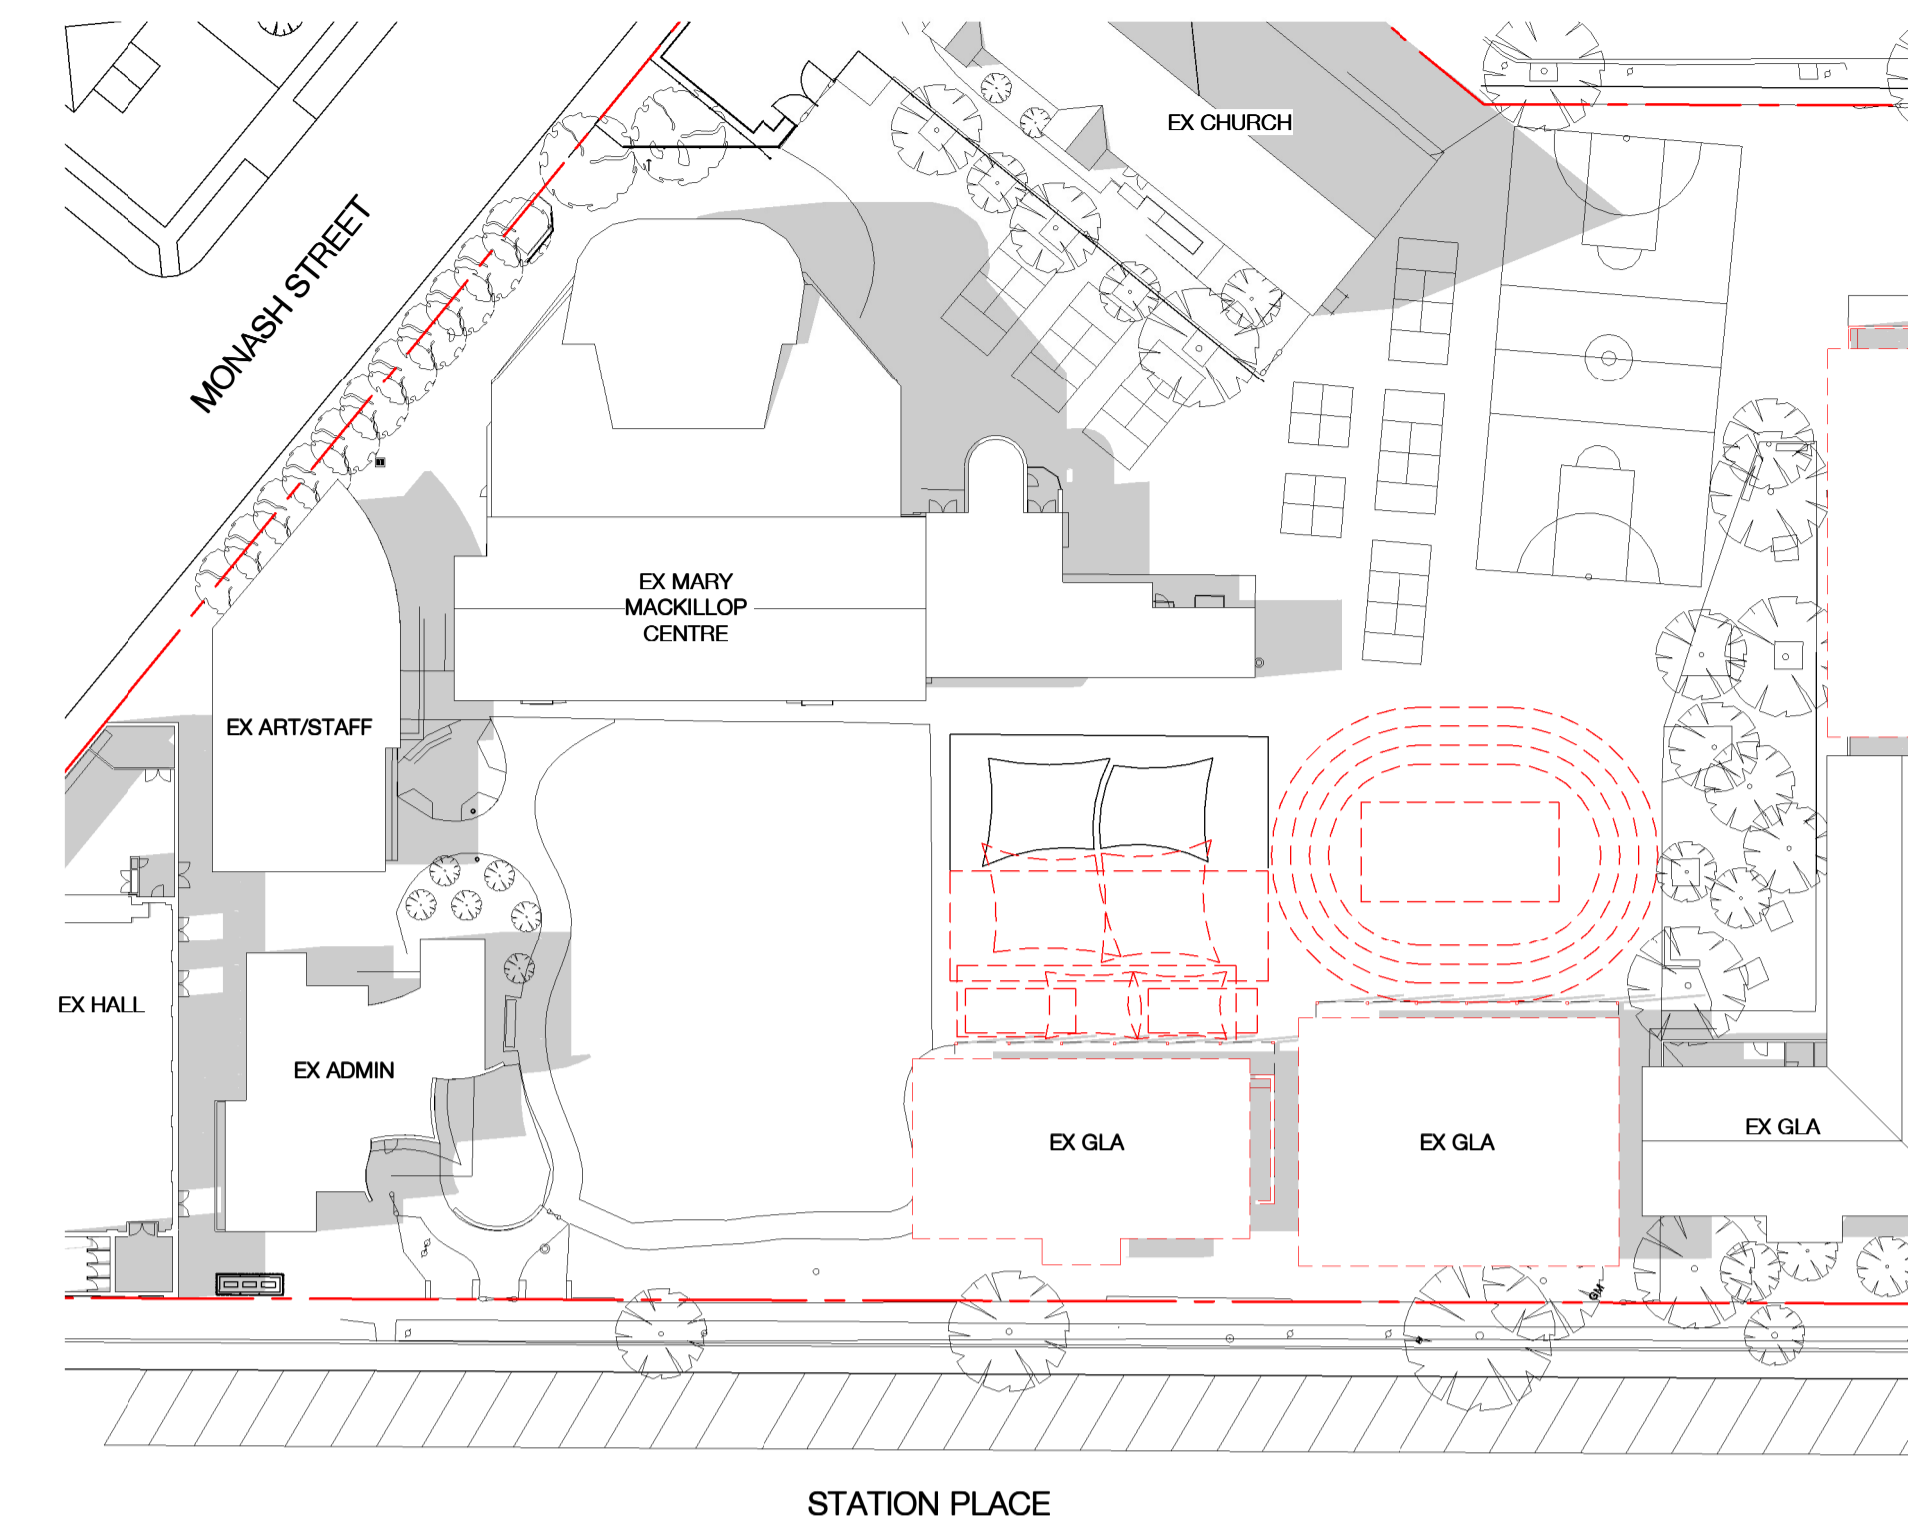 EX CHURCH
MONASH STREET
EX MARY
MACKILLOP
CENTRE
EX ART/STAFF
EX HALL
EX ADMIN
EX GLA
EX GLA
EX GLA
GM
STATION PLACE